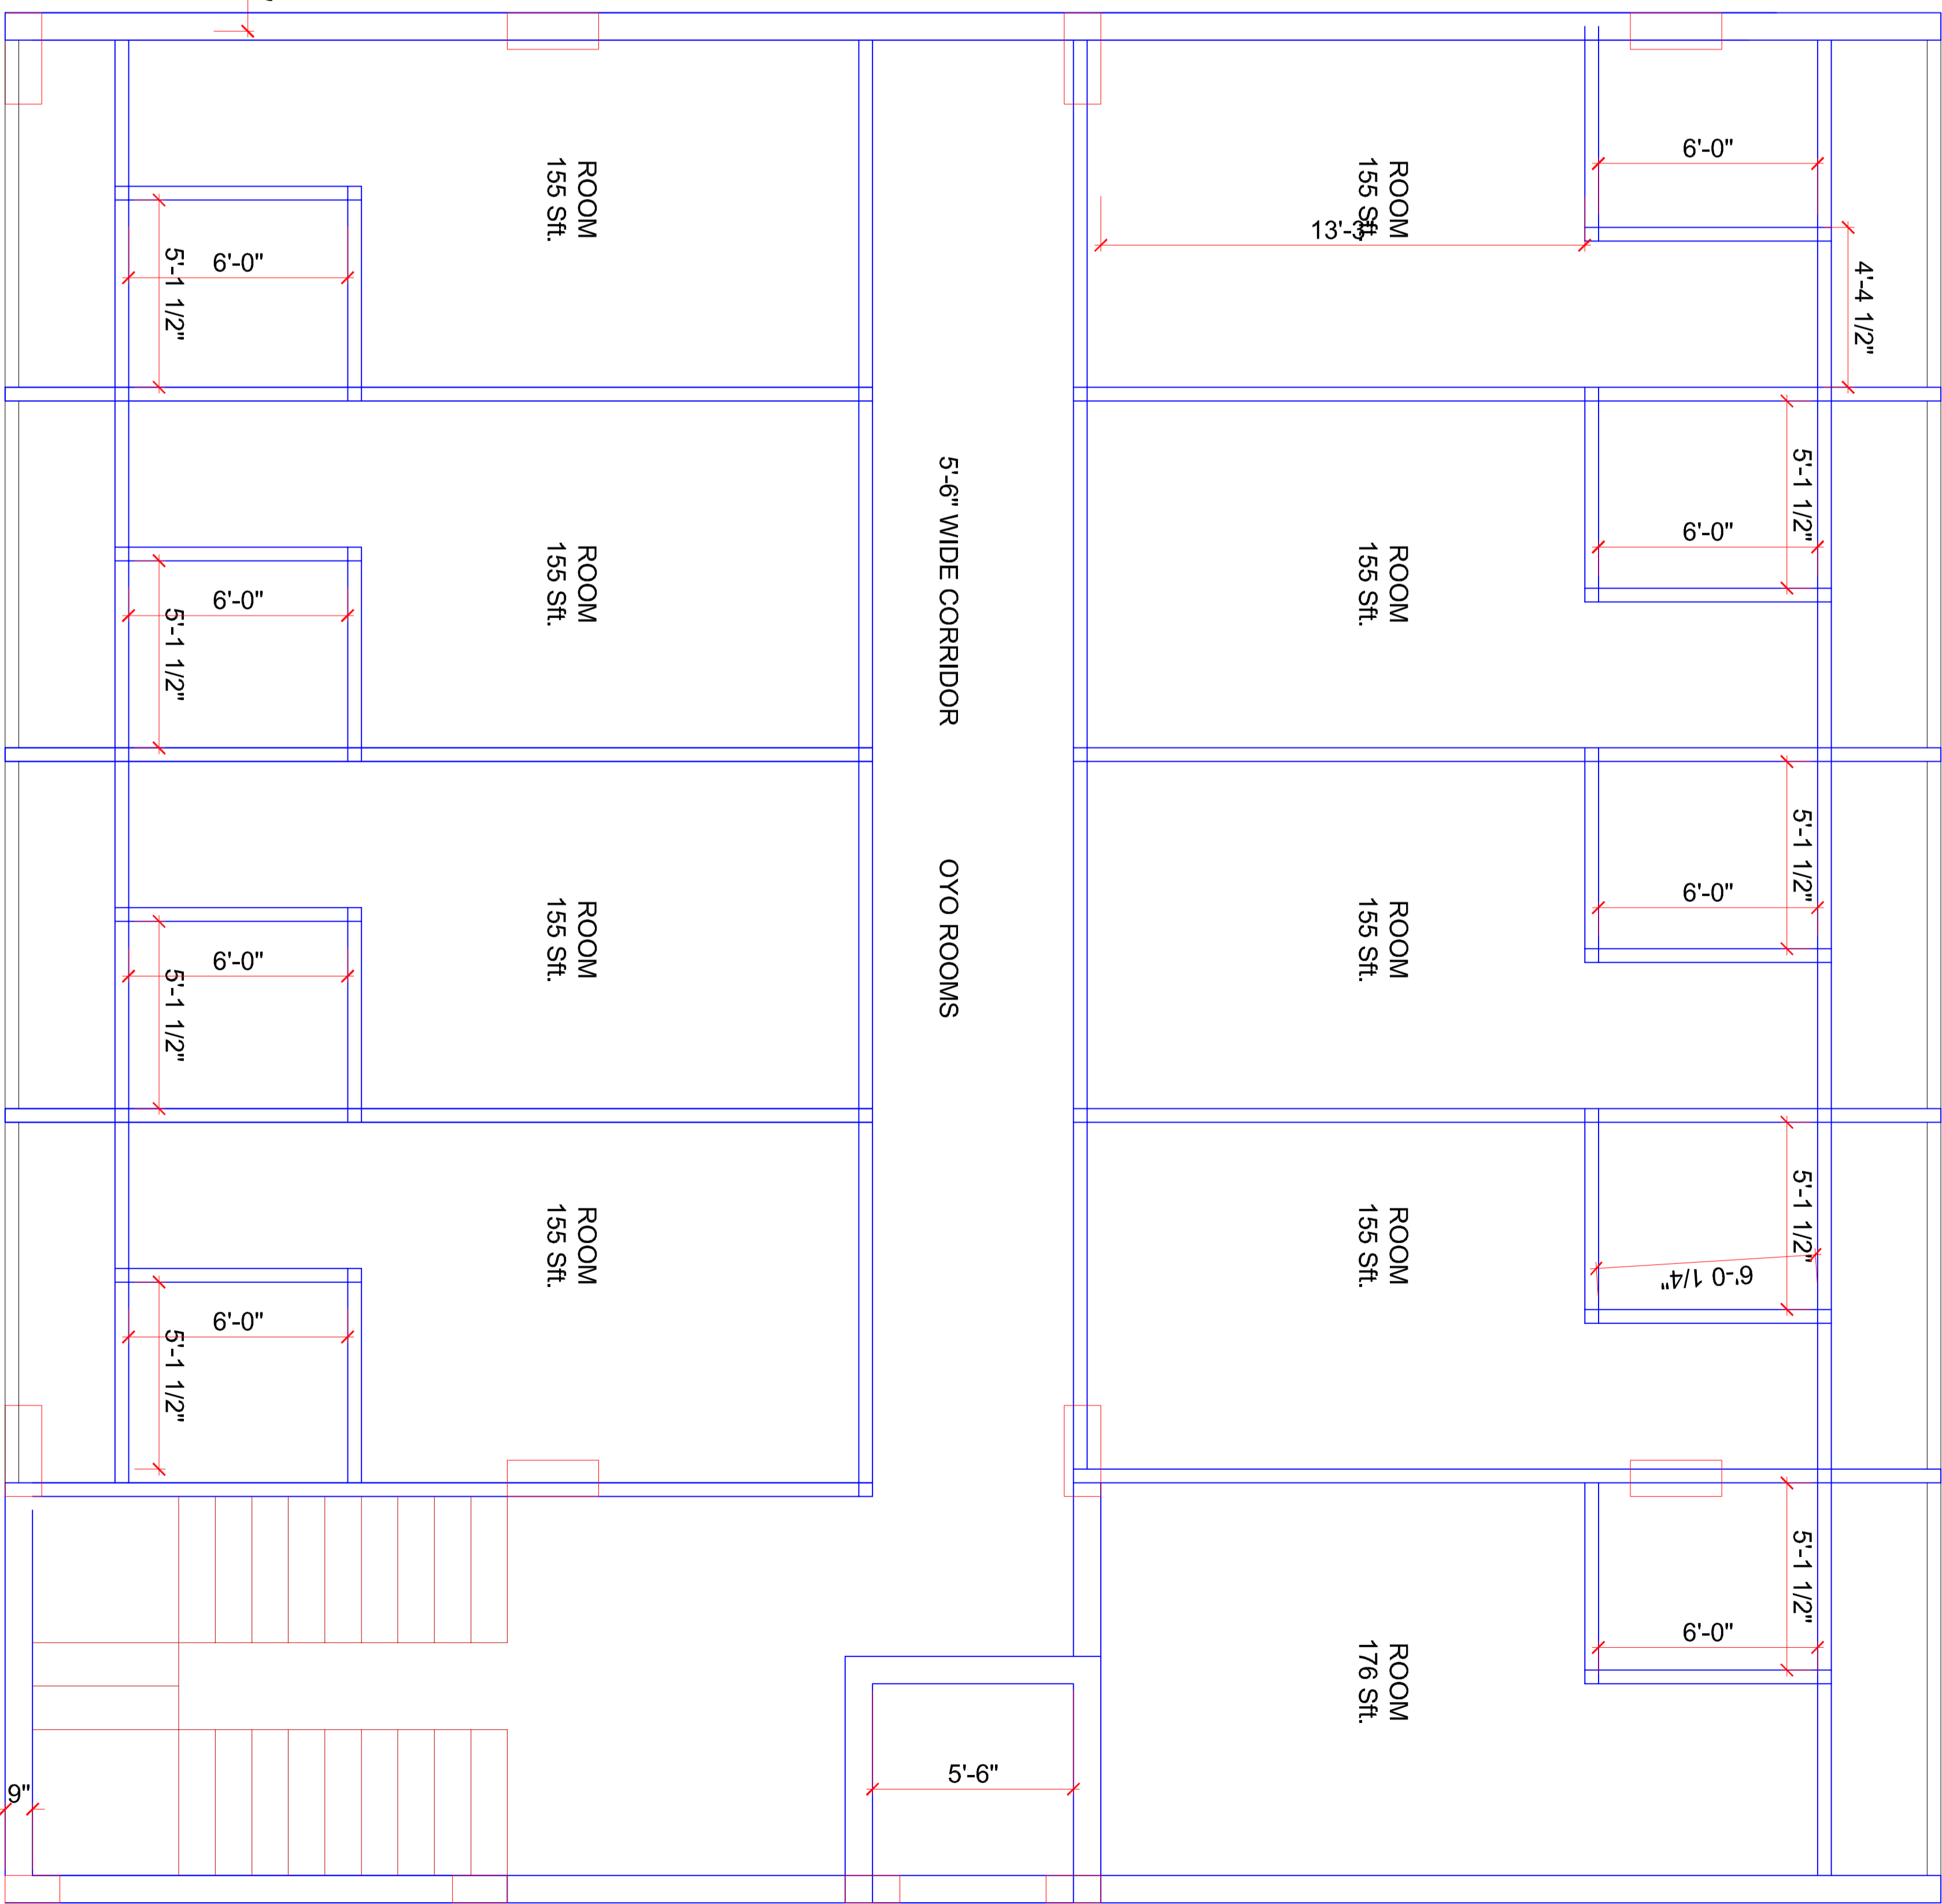 6'-0"
ROOM
155 Sft.
ROOM
155 Sft.
13'-3"
6'-0"
5'-1 1/2"
4'-4 1/2"
5'-6" WIDE CORRIDOR
6'-0"
5'-1 1/2"
ROOM
155 Sft.
ROOM
155 Sft.
6'-0"
5'-1 1/2"
OYO ROOMS
6'-0"
5'-1 1/2"
ROOM
155 Sft.
ROOM
155 Sft.
6'-0"
5'-1 1/2"
ROOM
155 Sft.
ROOM
155 Sft.
5'-1 1/2"
6'-0 1/4"
6'-0"
5'-1 1/2"
5'-1 1/2"
6'-0"
ROOM
176 Sft.
5'-6"
9"